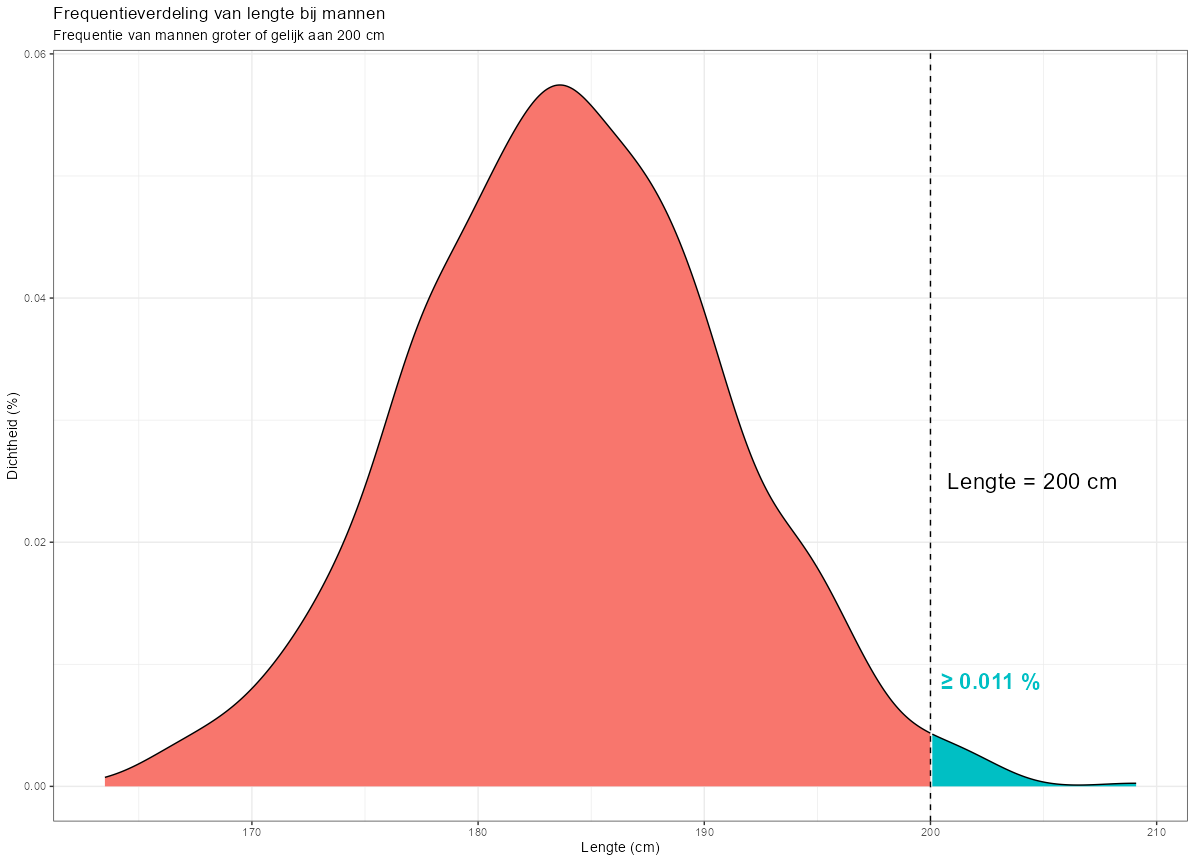 Frequentieverdeling van lengte bij mannen
Frequentie van mannen groter of gelijk aan 200 cm
0.06
0.04
0.02
0.00
Dichtheid (%)
Lengte = 200 cm
≥ 0.011 %
170 180 190 200 210
Lengte (cm)